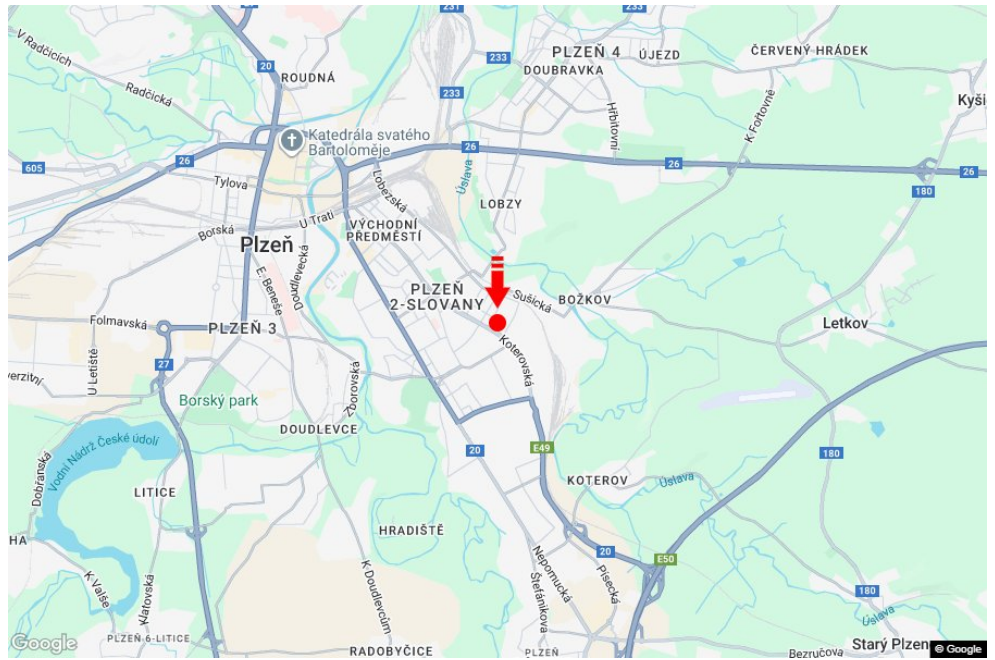 231
233
PLZEŇ 4
V Radčicích
20
233
DOUBRAVKA
ÚJEZD
ČERVENÝ HRÁDEK
ROUDNÁ
Radčická
233
Hřbitovní
K Fořtovně
Katedrála svatého
Bartoloměje
26
26
26
26
605
Tylova
Lobezská
Úslava
180
U Trati
LOBZY
VÝCHODNÍ
PŘEDMĚSTÍ
Borská
Plzeň
Doudlevecká
E. Beneše
PLZEŇ
2-SLOVANY
Sušická
BOŽKOV
Folmavská
PLZEŇ 3
Koterovská
Letkov
27
U Letiště
Borský park
Zborovská
DOUDLEVCE
Vodní Nádrž České údolí
Dobřanská
20
E49
180
LITICE
KOTEROV
Úslava
HRADIŠTĚ
20
E50
K Valše
Klatovská
K Doudlevcům
Nepomucká
Štefánikova
Písecká
180
Úslava
PLZEŇ 6-LITICE
RADOBYČICE
PLZEŇ
Bezručova
Starý Plzen
Google
© Google